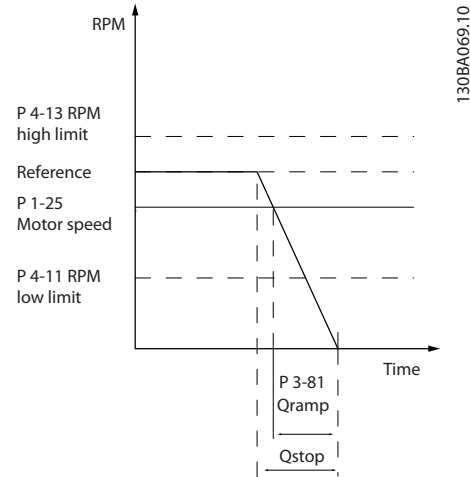 RPM
130BA069.10
P 4-13 RPM
high limit
Reference
P 1-25
Motor speed
P 4-11 RPM
low limit
Time
P 3-81
Qramp
Qstop